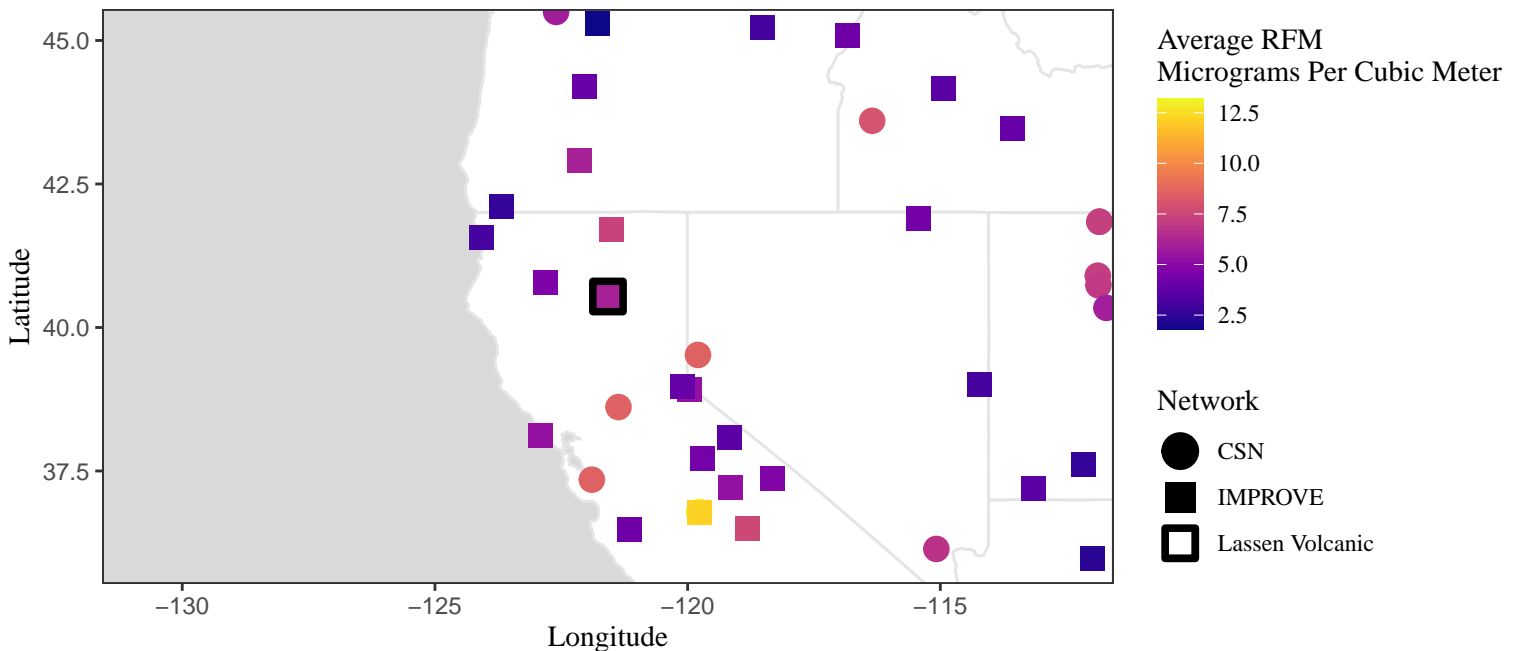 45.0
42.5
40.0
37.5
Latitude
−130
−125
−120
−115
Longitude
Average RFM
Micrograms Per Cubic Meter
12.5
10.0
7.5
5.0
2.5
Network
CSN
IMPROVE
Lassen Volcanic